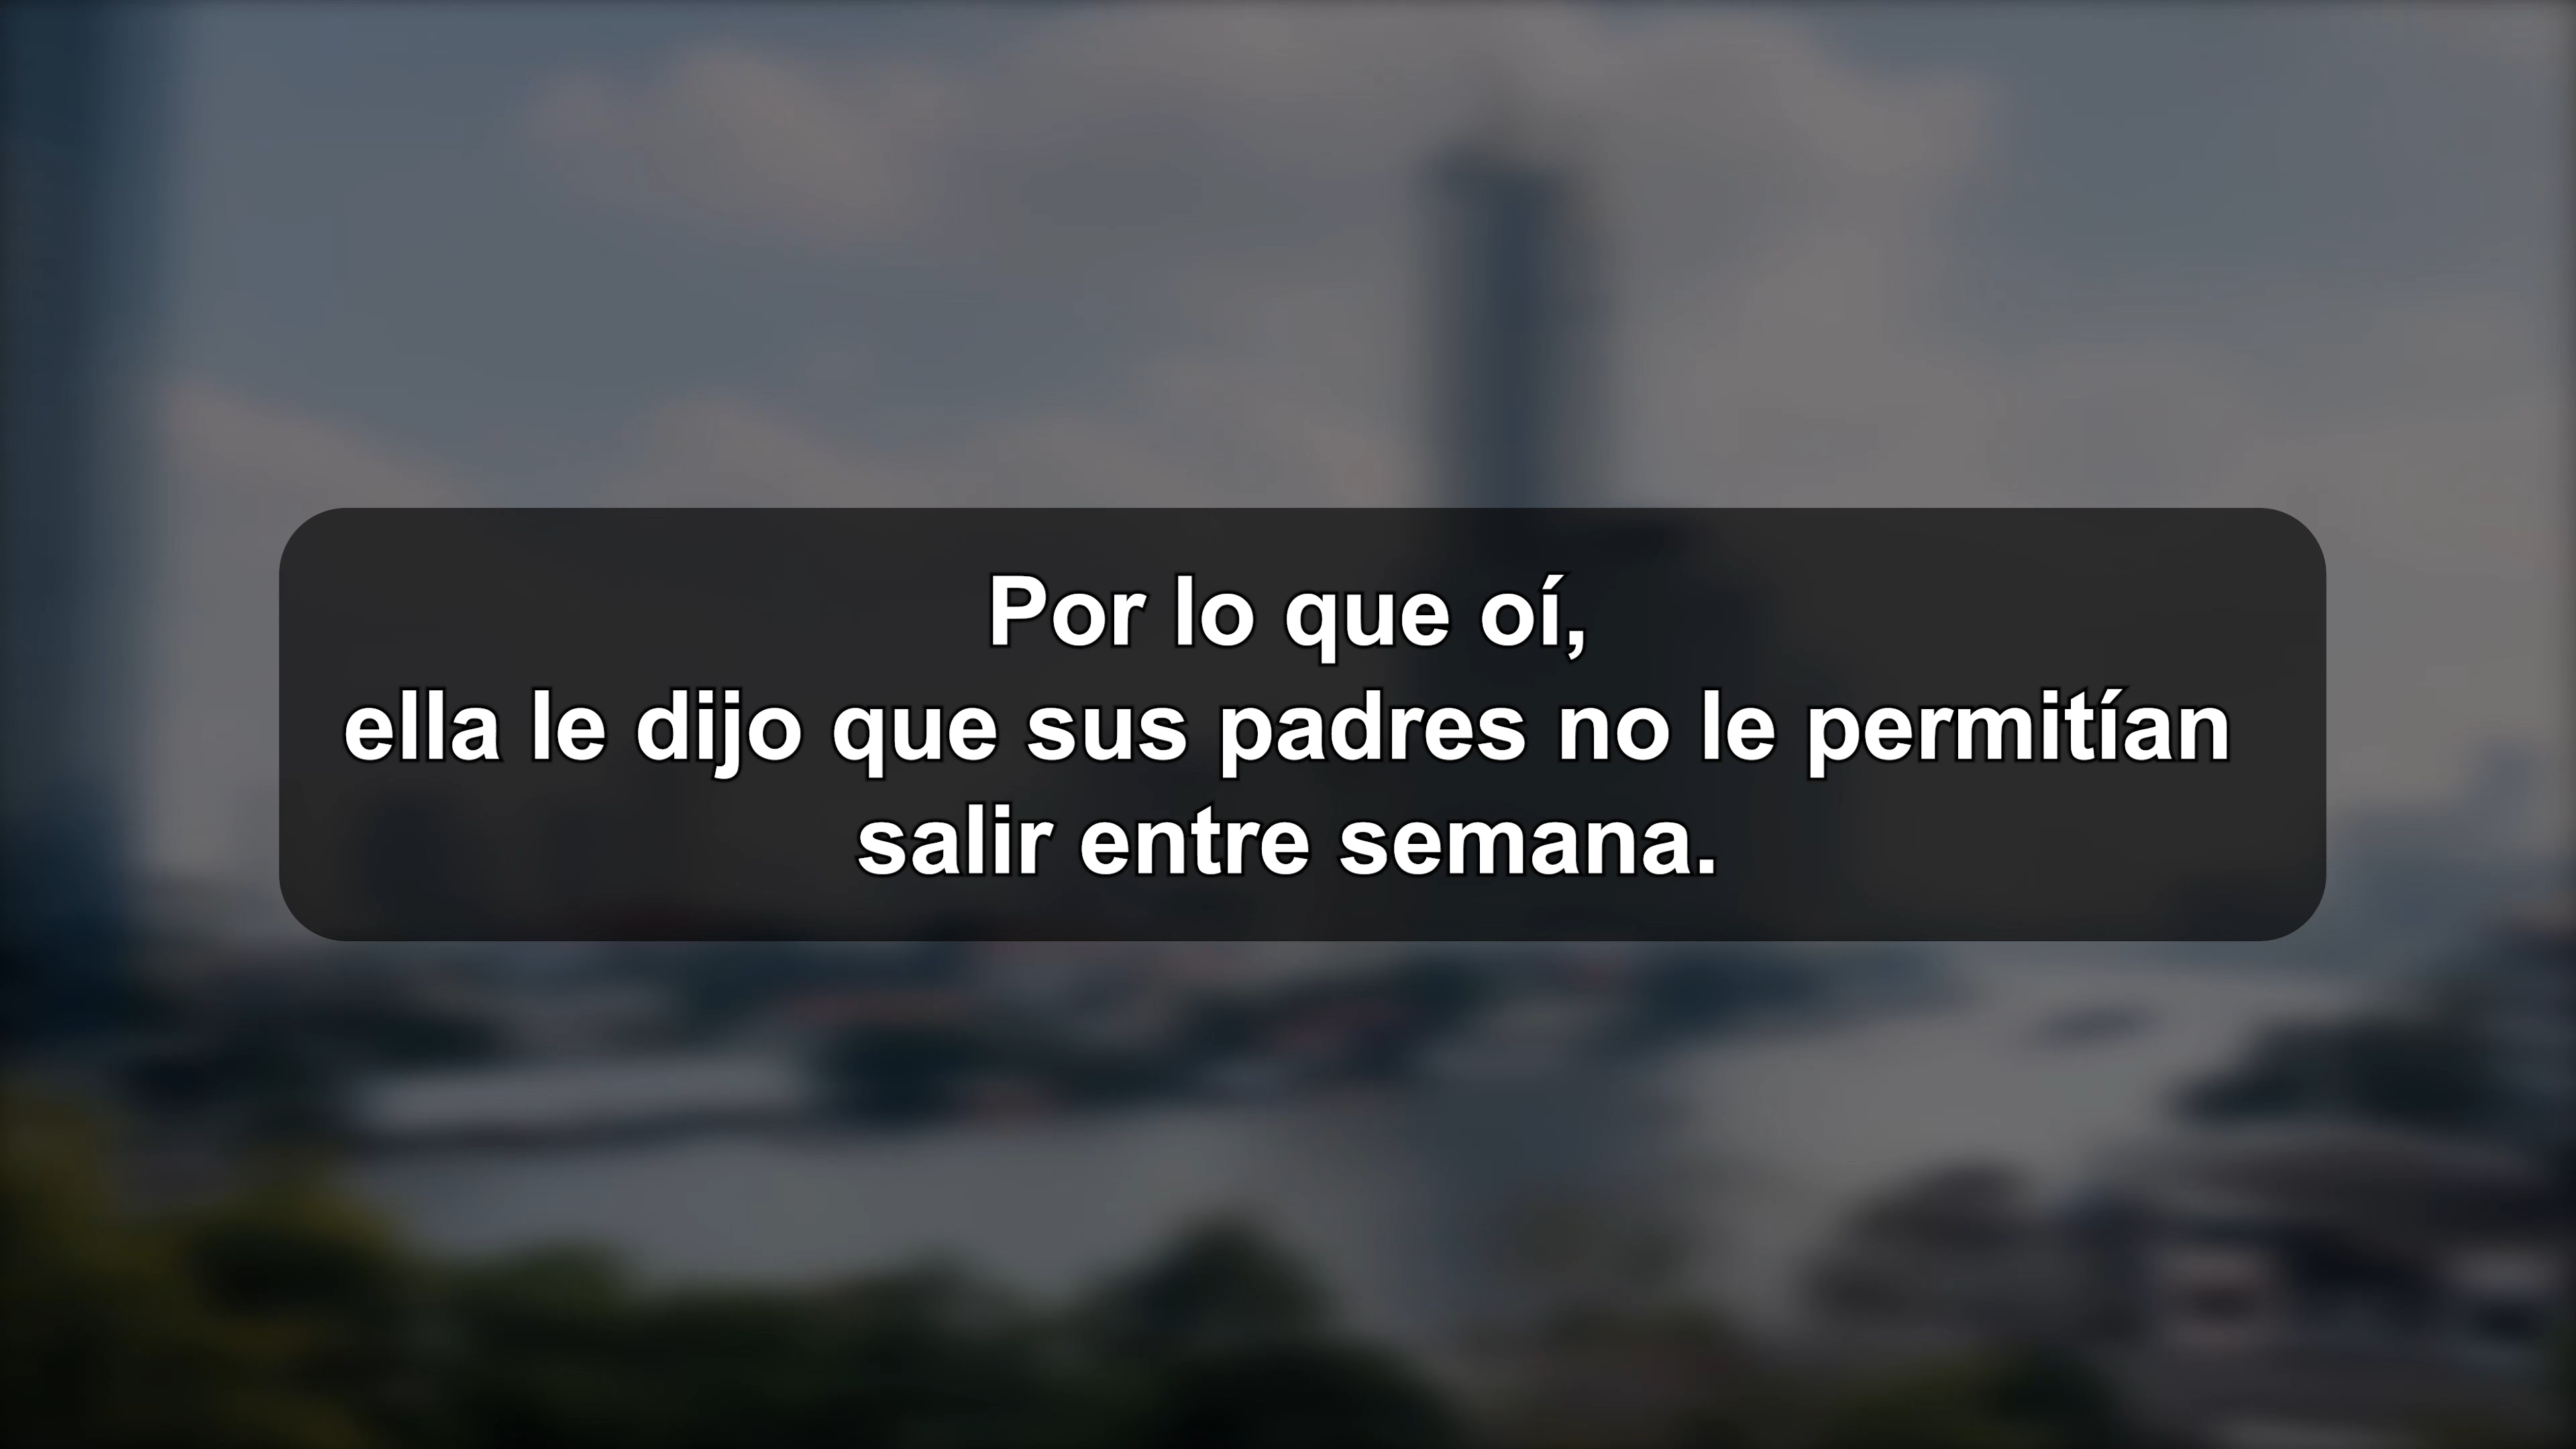 Por lo que oí,
ella le dijo que sus padres no le permitían
salir entre semana.